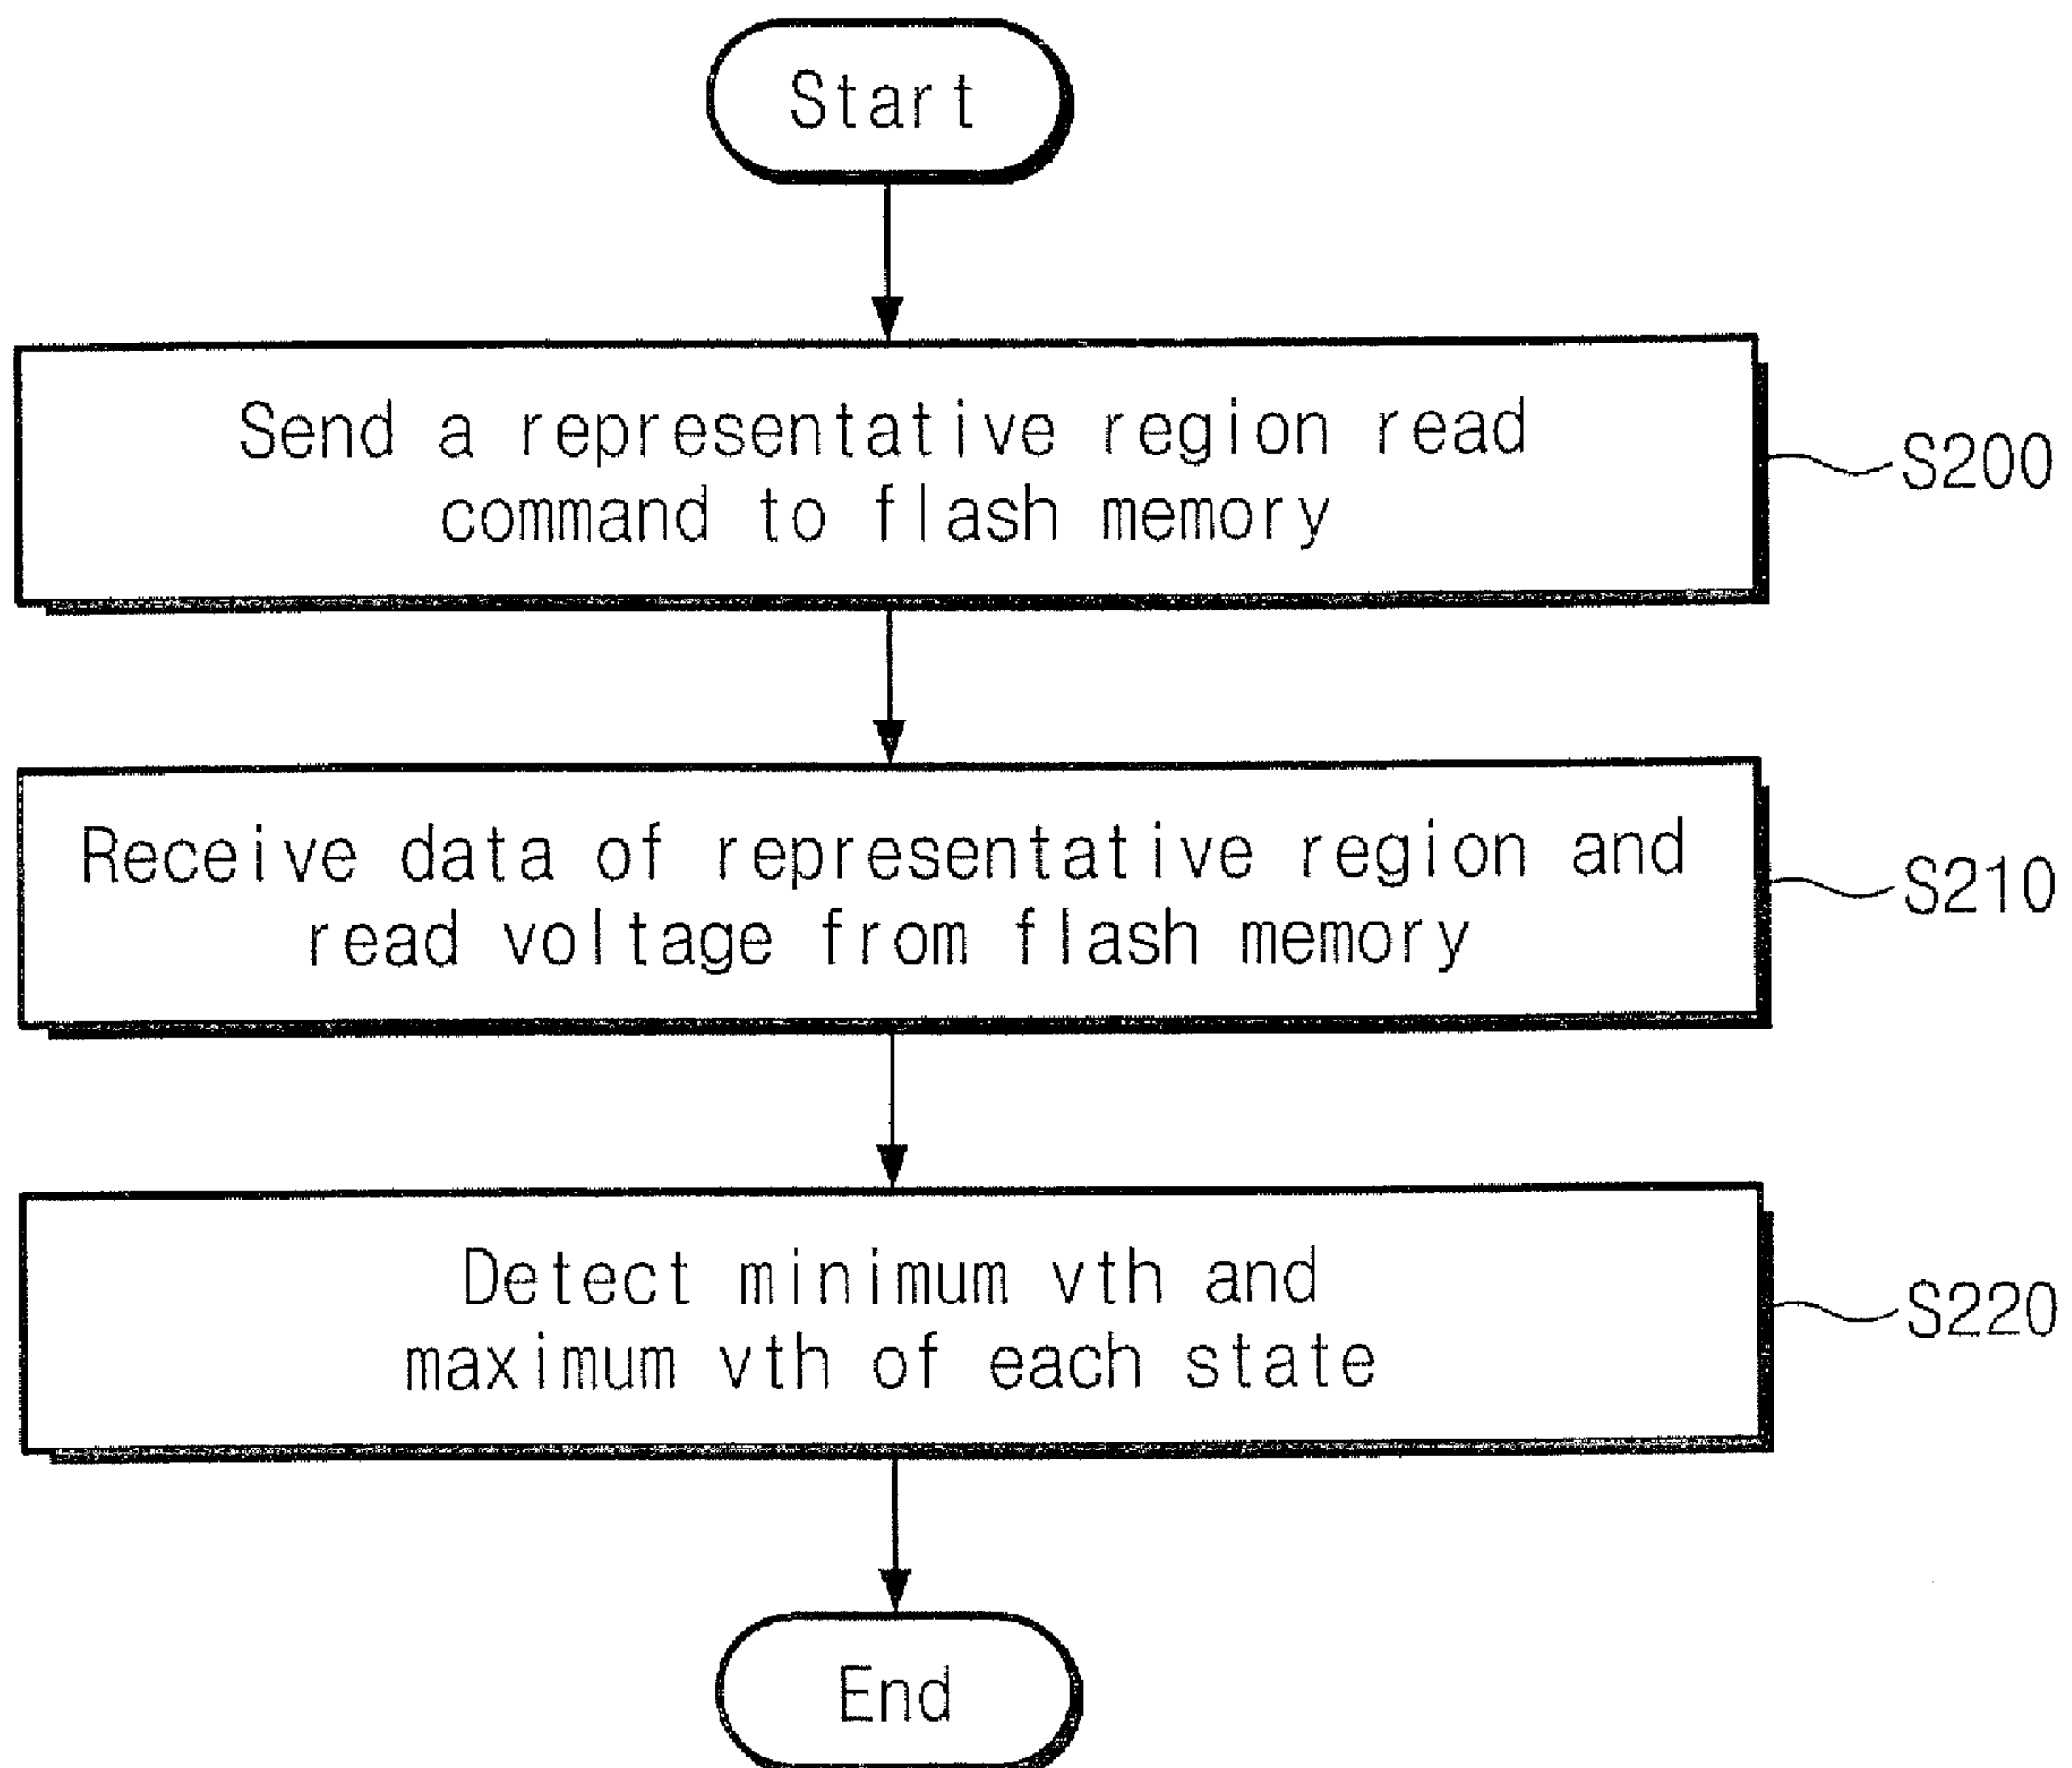 Start
Send a representative region read
command to flash memory
S200
Receive data of representative region and
read voltage from flash memory
S210
Detect minimum vth and
maximum vth of each state
S220
End